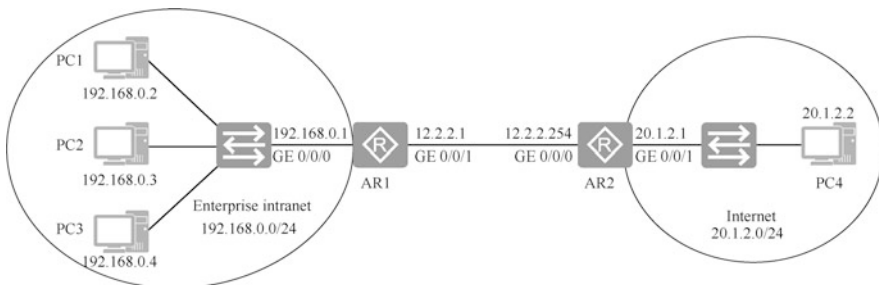 PC1
192.168.0.2
PC2
192.168.0.3
PC3
192.168.0.4
Enterprise intranet
192.168.0.0/24
192.168.0.1
GE 0/0/0
R
AR1
12.2.2.1
GE 0/0/1
12.2.2.254
GE 0/0/0
R
AR2
20.1.2.1
GE 0/0/1
20.1.2.2
PC4
Internet
20.1.2.0/24